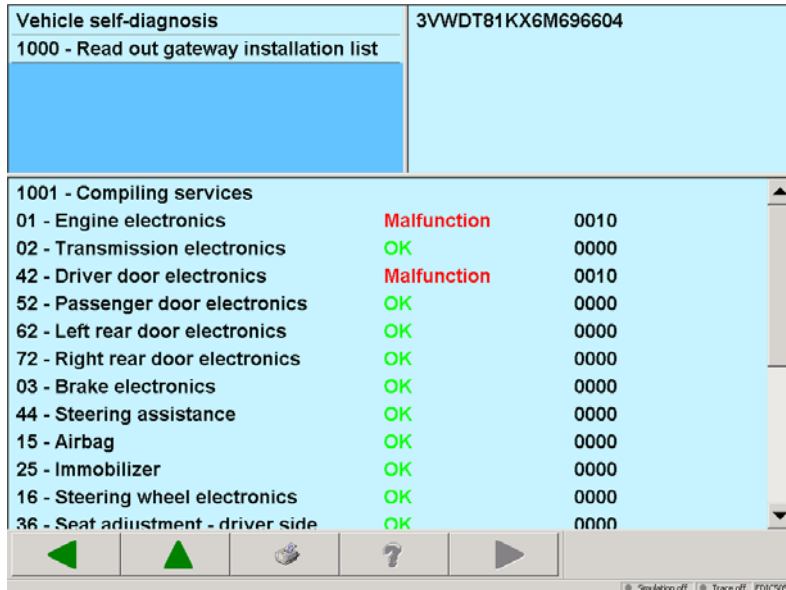 Vehicle self-diagnosis
1000 - Read out gateway installation list
3VWDT81KX6M696604
1001 - Compiling services
01 - Engine electronics Malfunction 0010
02 - Transmission electronics OK 0000
42 - Driver door electronics Malfunction 0010
52 - Passenger door electronics OK 0000
62 - Left rear door electronics OK 0000
72 - Right rear door electronics OK 0000
03 - Brake electronics OK 0000
44 - Steering assistance OK 0000
15 - Airbag OK 0000
25 - Immobilizer OK 0000
16 - Steering wheel electronics OK 0000
36 - Seat adjustment - driver side OK 0000
?
Simulation off Trace off